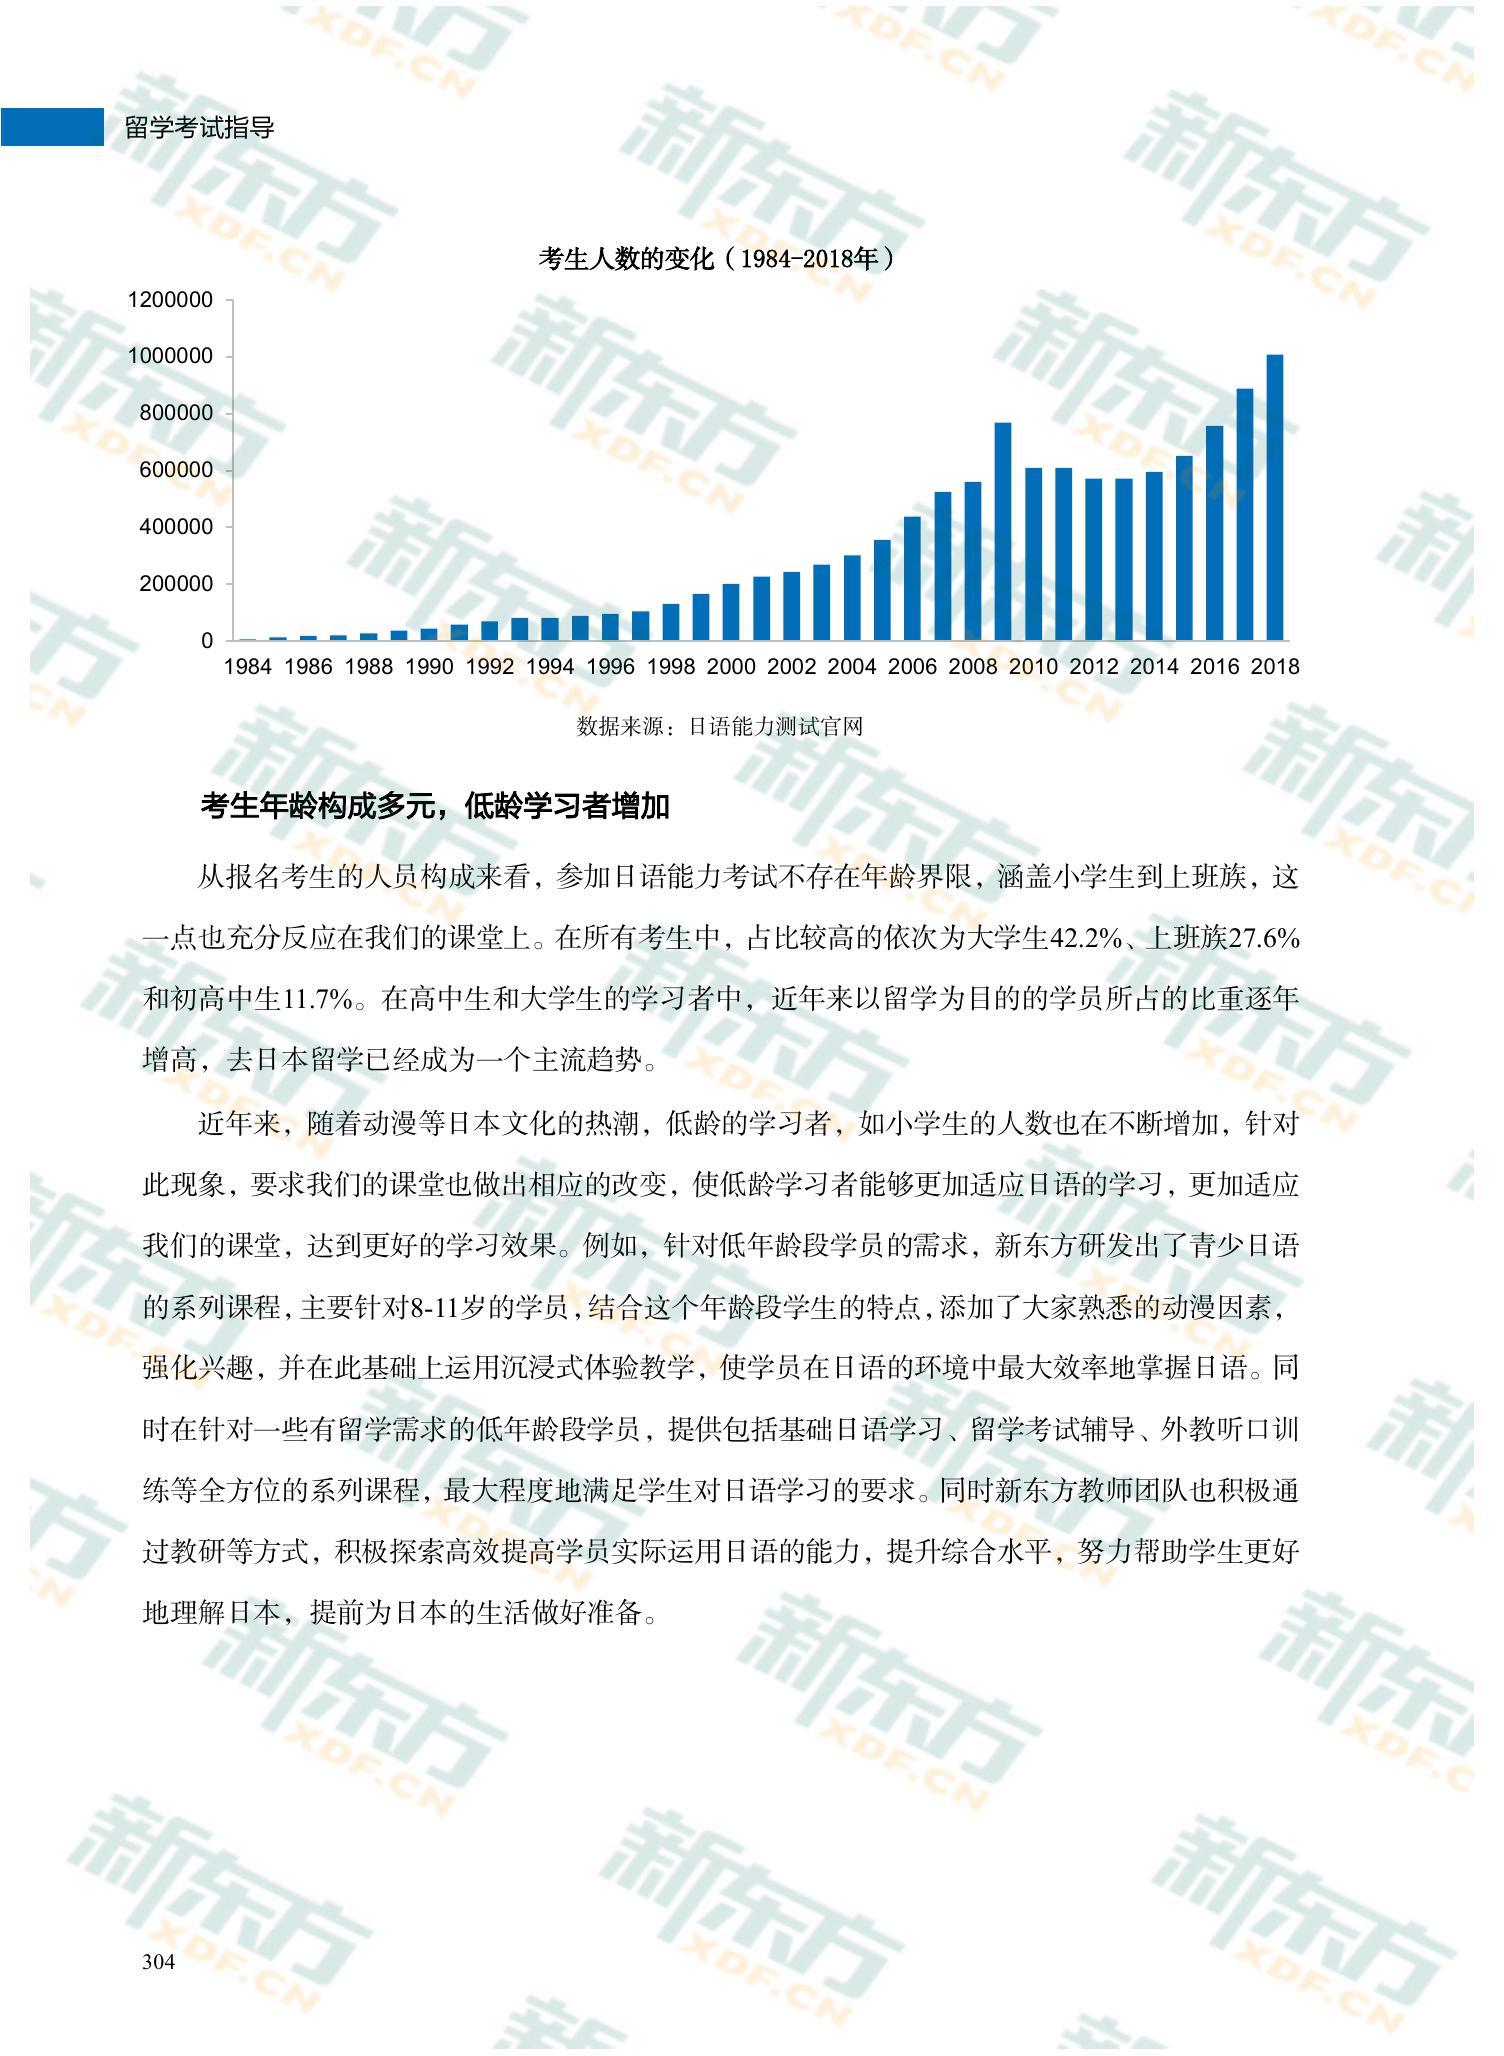 留学考试指导
考生人数的变化（1984-2018年）
1200000
1000000
800000
600000
400000
200000
0
1984 1986 1988 1990 1992 1994 1996 1998 2000 2002 2004 2006 2008 2010 2012 2014 2016 2018
数据来源：日语能力测试官网
考生年龄构成多元，低龄学习者增加
从报名考生的人员构成来看，参加日语能力考试不存在年龄界限，涵盖小学生到上班族，这
一点也充分反应在我们的课堂上。在所有考生中，占比较高的依次为大学生42.2%、上班族27.6%
和初高中生11.7%。在高中生和大学生的学习者中，近年来以留学为目的的学员所占的比重逐年
增高，去日本留学已经成为一个主流趋势。
近年来，随着动漫等日本文化的热潮，低龄的学习者，如小学生的人数也在不断增加，针对
此现象，要求我们的课堂也做出相应的改变，使低龄学习者能够更加适应日语的学习，更加适应
我们的课堂，达到更好的学习效果。例如，针对低年龄段学员的需求，新东方研发出了青少日语
的系列课程，主要针对8-11岁的学员，结合这个年龄段学生的特点，添加了大家熟悉的动漫因素，
强化兴趣，并在此基础上运用沉浸式体验教学，使学员在日语的环境中最大效率地掌握日语。同
时在针对一些有留学需求的低年龄段学员，提供包括基础日语学习、留学考试辅导、外教听口训
练等全方位的系列课程，最大程度地满足学生对日语学习的要求。同时新东方教师团队也积极通
过教研等方式，积极探索高效提高学员实际运用日语的能力，提升综合水平，努力帮助学生更好
地理解日本，提前为日本的生活做好准备。
304
新东方
XDF.CN